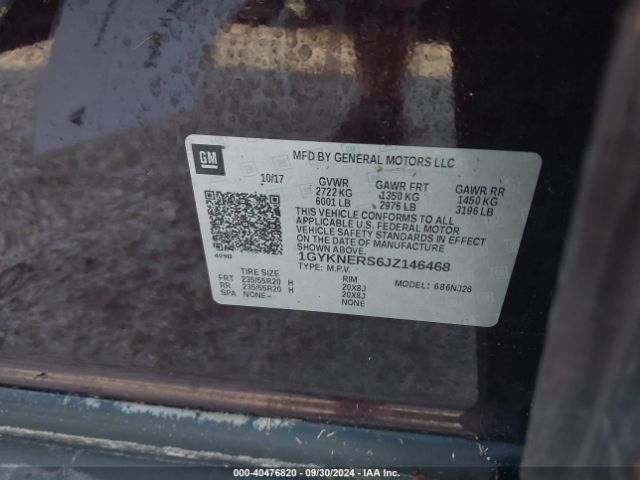 GM
MFD BY GENERAL MOTORS LLC
10/17
GVWR GAWR FRT GAWR RR
2722 KG 1350 KG 1450 KG
6001 LB 2976 LB 3196 LB
THIS VEHICLE CONFORMS TO ALL
APPLICABLE U.S. FEDERAL MOTOR
VEHICLE SAFETY STANDARDS IN EFFECT
ON THE DATE OF MANUFACTURE
SHOWN ABOVE.
409B
1GYKNERS6JZ146468
TYPE: M.P.V. MODEL: 686NJ26
TIRE SIZE RIM
FRT 235/55R20 H 20X8J
RR 235/55R20 H 20X8J
SPA NONE- NONE
000-40476820 - 09/30/2024 - IAA Inc.